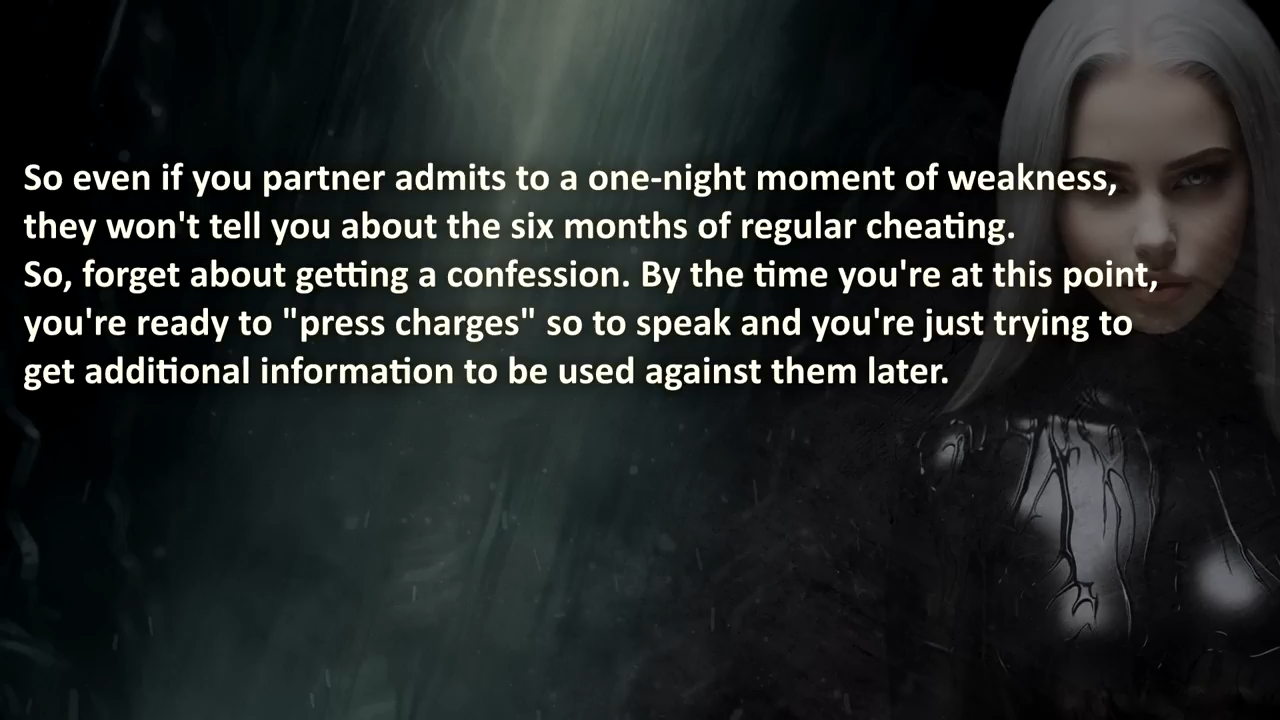 So even if you partner admits to a one-night moment of weakness,
they won't tell you about the six months of regular cheating.
So, forget about getting a confession. By the time you're at this point,
you're ready to "press charges" so to speak and you're just trying to
get additional information to be used against them later.